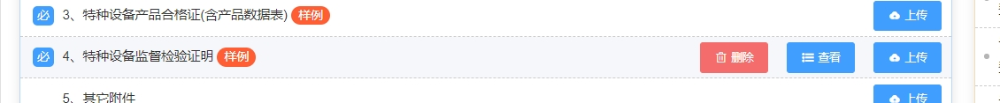 必 3、特种设备产品合格证(含产品数据表) 样例 上传
必 4、特种设备监督检验证明 样例 删除 查看 上传
5、其它附件 上传